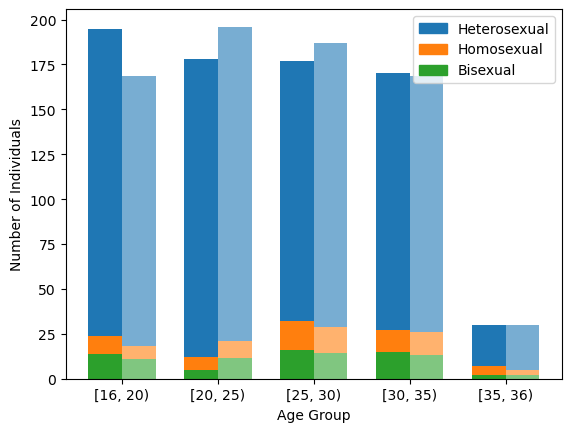 200
175
150
125
100
75
50
25
0
Number of Individuals
Heterosexual
Homosexual
Bisexual
[16, 20)
[20, 25)
[25, 30)
[30, 35)
[35, 36)
Age Group